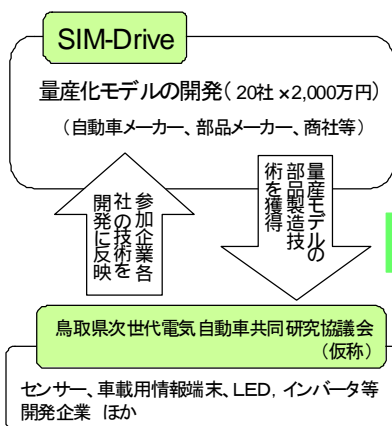 SIM-Drive
量産化モデルの開発(20社×2,000万円)
(自動車メーカー、部品メーカー、商社等)
参加企業各
社の技術を
開発に反映
量産モデルの
部品製造技
術を獲得
鳥取県次世代電気自動車共同研究協議会
(仮称)
センサー、車載用情報端末、LED,インバータ等
開発企業 ほか